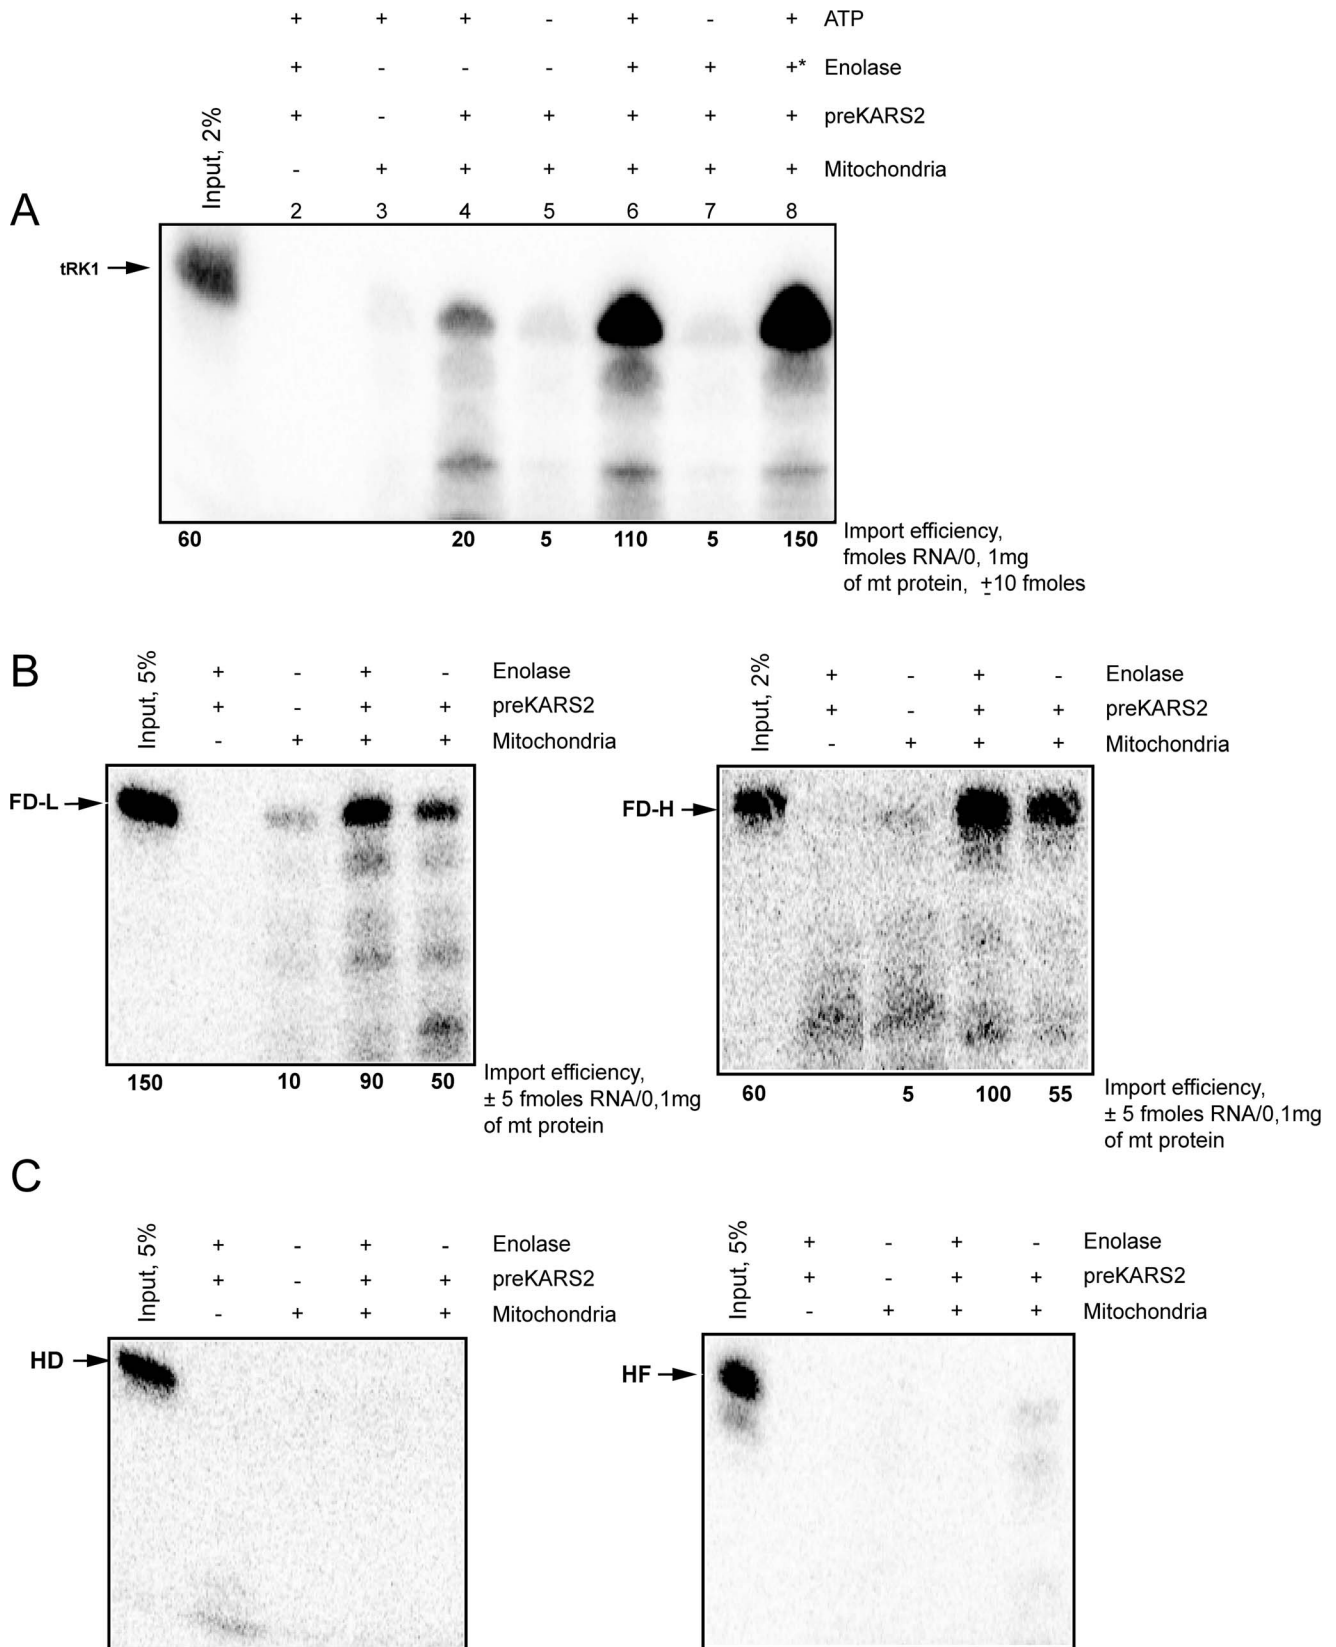 + + + - + - + ATP
+ - - - + + +* Enolase
+ - + + + + + preKARS2
- + + + + + + Mitochondria
Input, 2%
2 3 4 5 6 7 8
A
tRK1
60 20 5 110 5 150
Import efficiency,
fmoles RNA/0, 1mg
of mt protein, ±10 fmoles
B
Input, 5%
+ - + - Enolase
+ - + + preKARS2
- + + + Mitochondria
FD-L
150 10 90 50
Import efficiency,
± 5 fmoles RNA/0,1mg
of mt protein
Input, 2%
+ - + - Enolase
+ - + + preKARS2
- + + + Mitochondria
FD-H
60 5 100 55
Import efficiency,
± 5 fmoles RNA/0,1mg
of mt protein
C
Input, 5%
+ - + - Enolase
+ - + + preKARS2
- + + + Mitochondria
HD
Input, 5%
+ - + - Enolase
+ - + + preKARS2
- + + + Mitochondria
HF